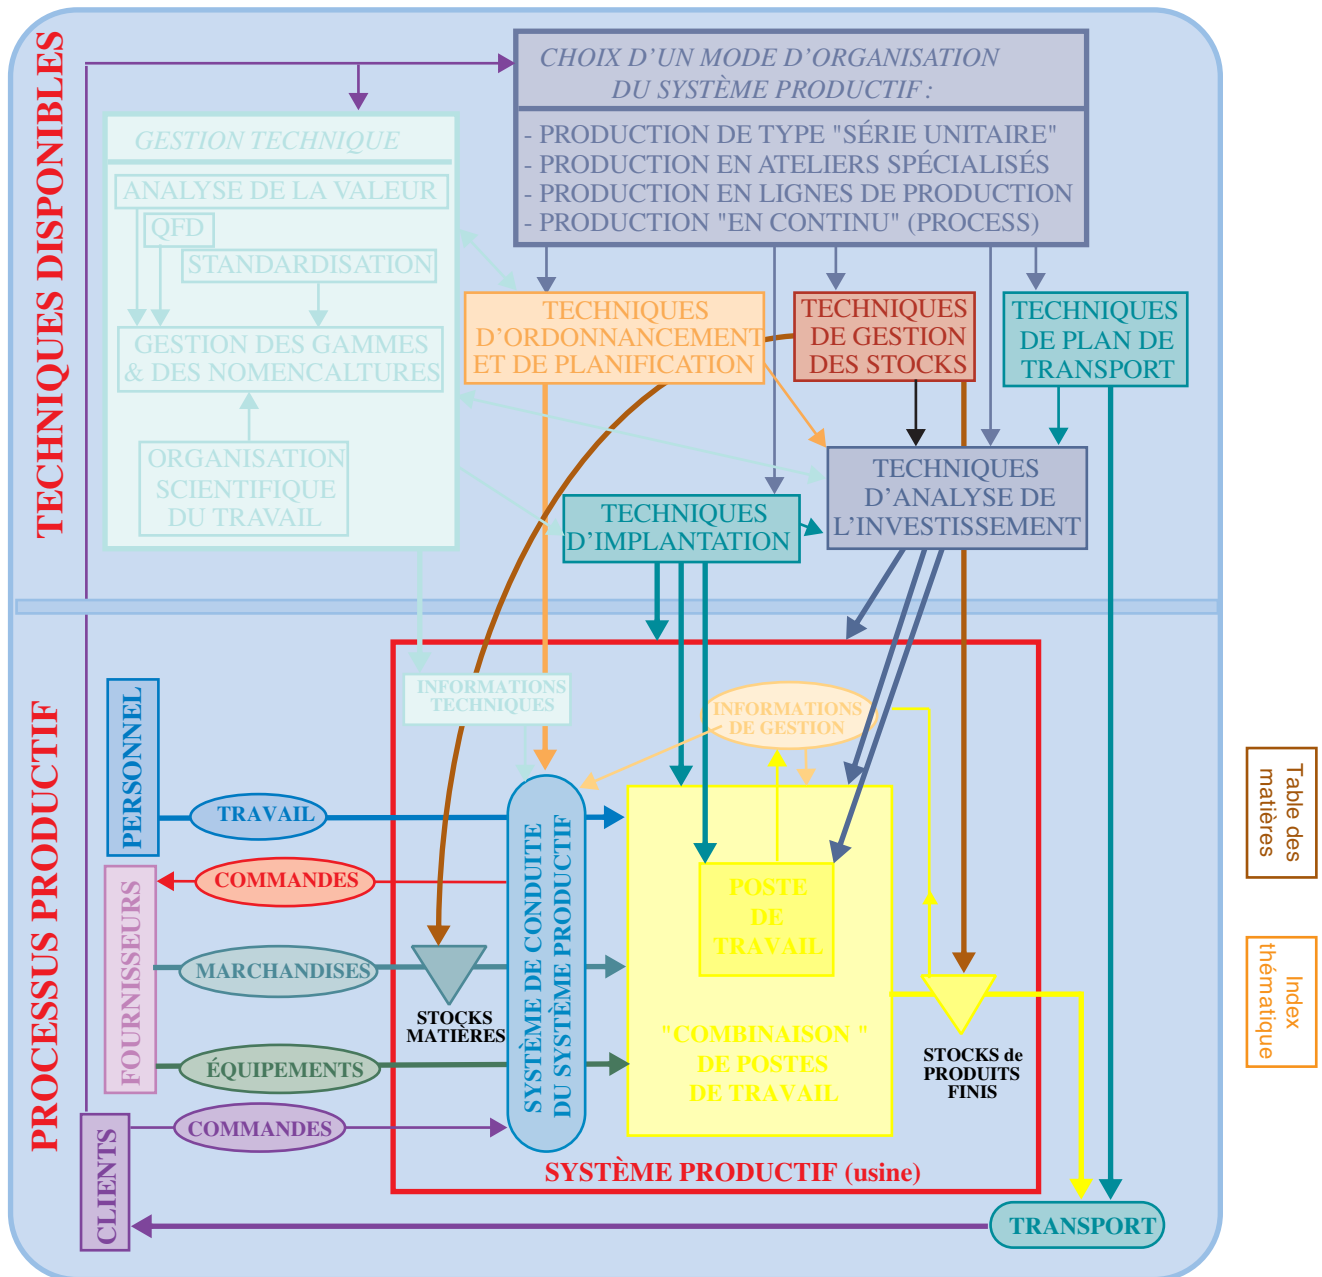 TECHNIQUES DISPONIBLES
CHOIX D'UN MODE D'ORGANISATION
DU SYSTÈME PRODUCTIF :
- PRODUCTION DE TYPE "SÉRIE UNITAIRE"
- PRODUCTION EN ATELIERS SPÉCIALISÉS
- PRODUCTION EN LIGNES DE PRODUCTION
- PRODUCTION "EN CONTINU" (PROCESS)
GESTION TECHNIQUE
ANALYSE DE LA VALEUR
QFD
STANDARDISATION
GESTION DES GAMMES
& DES NOMENCALTURES
ORGANISATION
SCIENTIFIQUE
DU TRAVAIL
TECHNIQUES
D'ORDONNANCEMENT
ET DE PLANIFICATION
TECHNIQUES
DE GESTION
DES STOCKS
TECHNIQUES
DE PLAN DE
TRANSPORT
TECHNIQUES
D'ANALYSE DE
L'INVESTISSEMENT
TECHNIQUES
D'IMPLANTATION
PROCESSUS PRODUCTIF
INFORMATIONS
TECHNIQUES
INFORMATIONS
DE GESTION
PERSONNEL
TRAVAIL
FOURNISSEURS
COMMANDES
MARCHANDISES
ÉQUIPEMENTS
STOCKS
MATIÈRES
SYSTÈME DE CONDUITE
DU SYSTÈME PRODUCTIF
POSTE
DE
TRAVAIL
"COMBINAISON "
DE POSTES
DE TRAVAIL
STOCKS de
PRODUITS
FINIS
CLIENTS
COMMANDES
SYSTÈME PRODUCTIF (usine)
TRANSPORT
Table des
matières
Index
thématique